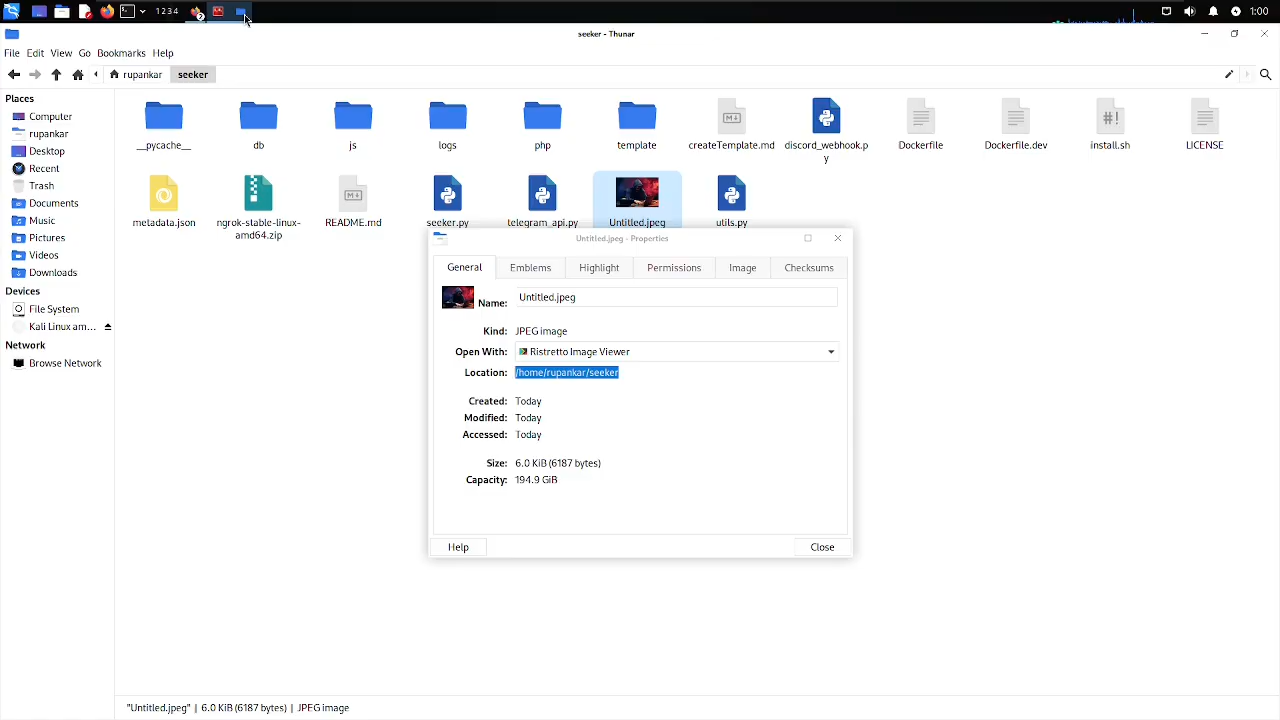 1 2 3 4
2
1:00
seeker - Thunar
File Edit View Go Bookmarks Help
rupankar seeker
Places
Computer
rupankar
Desktop
Recent
Trash
Documents
Music
Pictures
Videos
Downloads
Devices
File System
Kali Linux am...
Network
Browse Network
__pycache__ db js logs php template createTemplate.md discord_webhook.p
y Dockerfile Dockerfile.dev install.sh LICENSE
metadata.json ngrok-stable-linux-
amd64.zip README.md seeker.py telegram_api.py Untitled.jpeg utils.py
Untitled.jpeg - Properties
General Emblems Highlight Permissions Image Checksums
Name: Untitled.jpeg
Kind: JPEG image
Open With: Ristretto Image Viewer
Location: /home/rupankar/seeker
Created: Today
Modified: Today
Accessed: Today
Size: 6.0 KiB (6187 bytes)
Capacity: 194.9 GiB
Help Close
"Untitled.jpeg" | 6.0 KiB (6187 bytes) | JPEG image